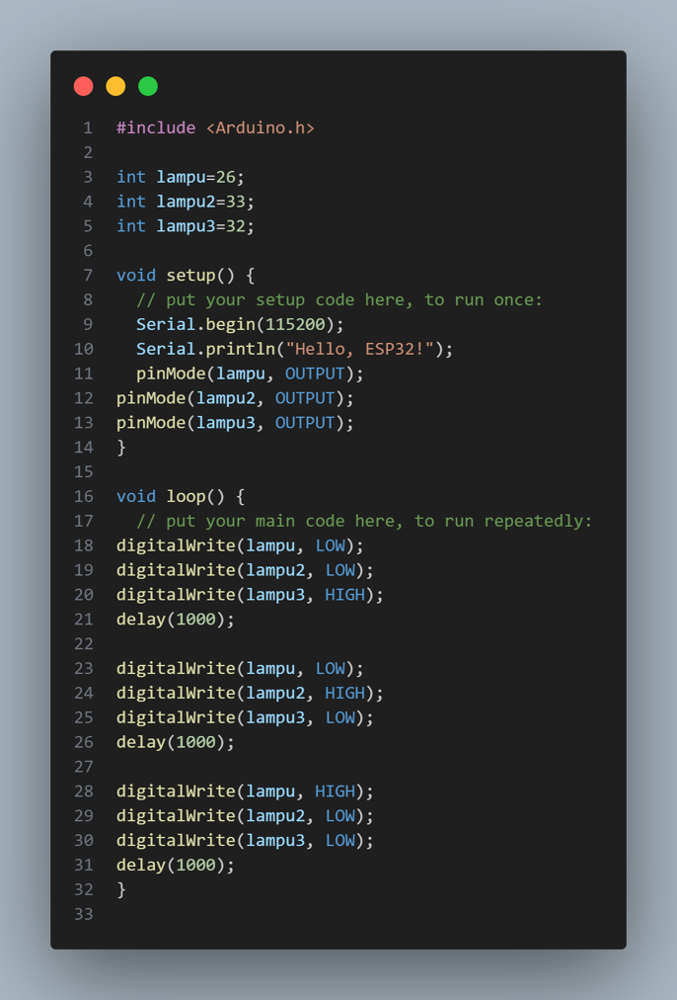 1 #include <Arduino.h>
2
3 int lampu=26;
4 int lampu2=33;
5 int lampu3=32;
6
7 void setup() {
8   // put your setup code here, to run once:
9   Serial.begin(115200);
10   Serial.println("Hello, ESP32!");
11   pinMode(lampu, OUTPUT);
12 pinMode(lampu2, OUTPUT);
13 pinMode(lampu3, OUTPUT);
14 }
15
16 void loop() {
17   // put your main code here, to run repeatedly:
18 digitalWrite(lampu, LOW);
19 digitalWrite(lampu2, LOW);
20 digitalWrite(lampu3, HIGH);
21 delay(1000);
22
23 digitalWrite(lampu, LOW);
24 digitalWrite(lampu2, HIGH);
25 digitalWrite(lampu3, LOW);
26 delay(1000);
27
28 digitalWrite(lampu, HIGH);
29 digitalWrite(lampu2, LOW);
30 digitalWrite(lampu3, LOW);
31 delay(1000);
32 }
33